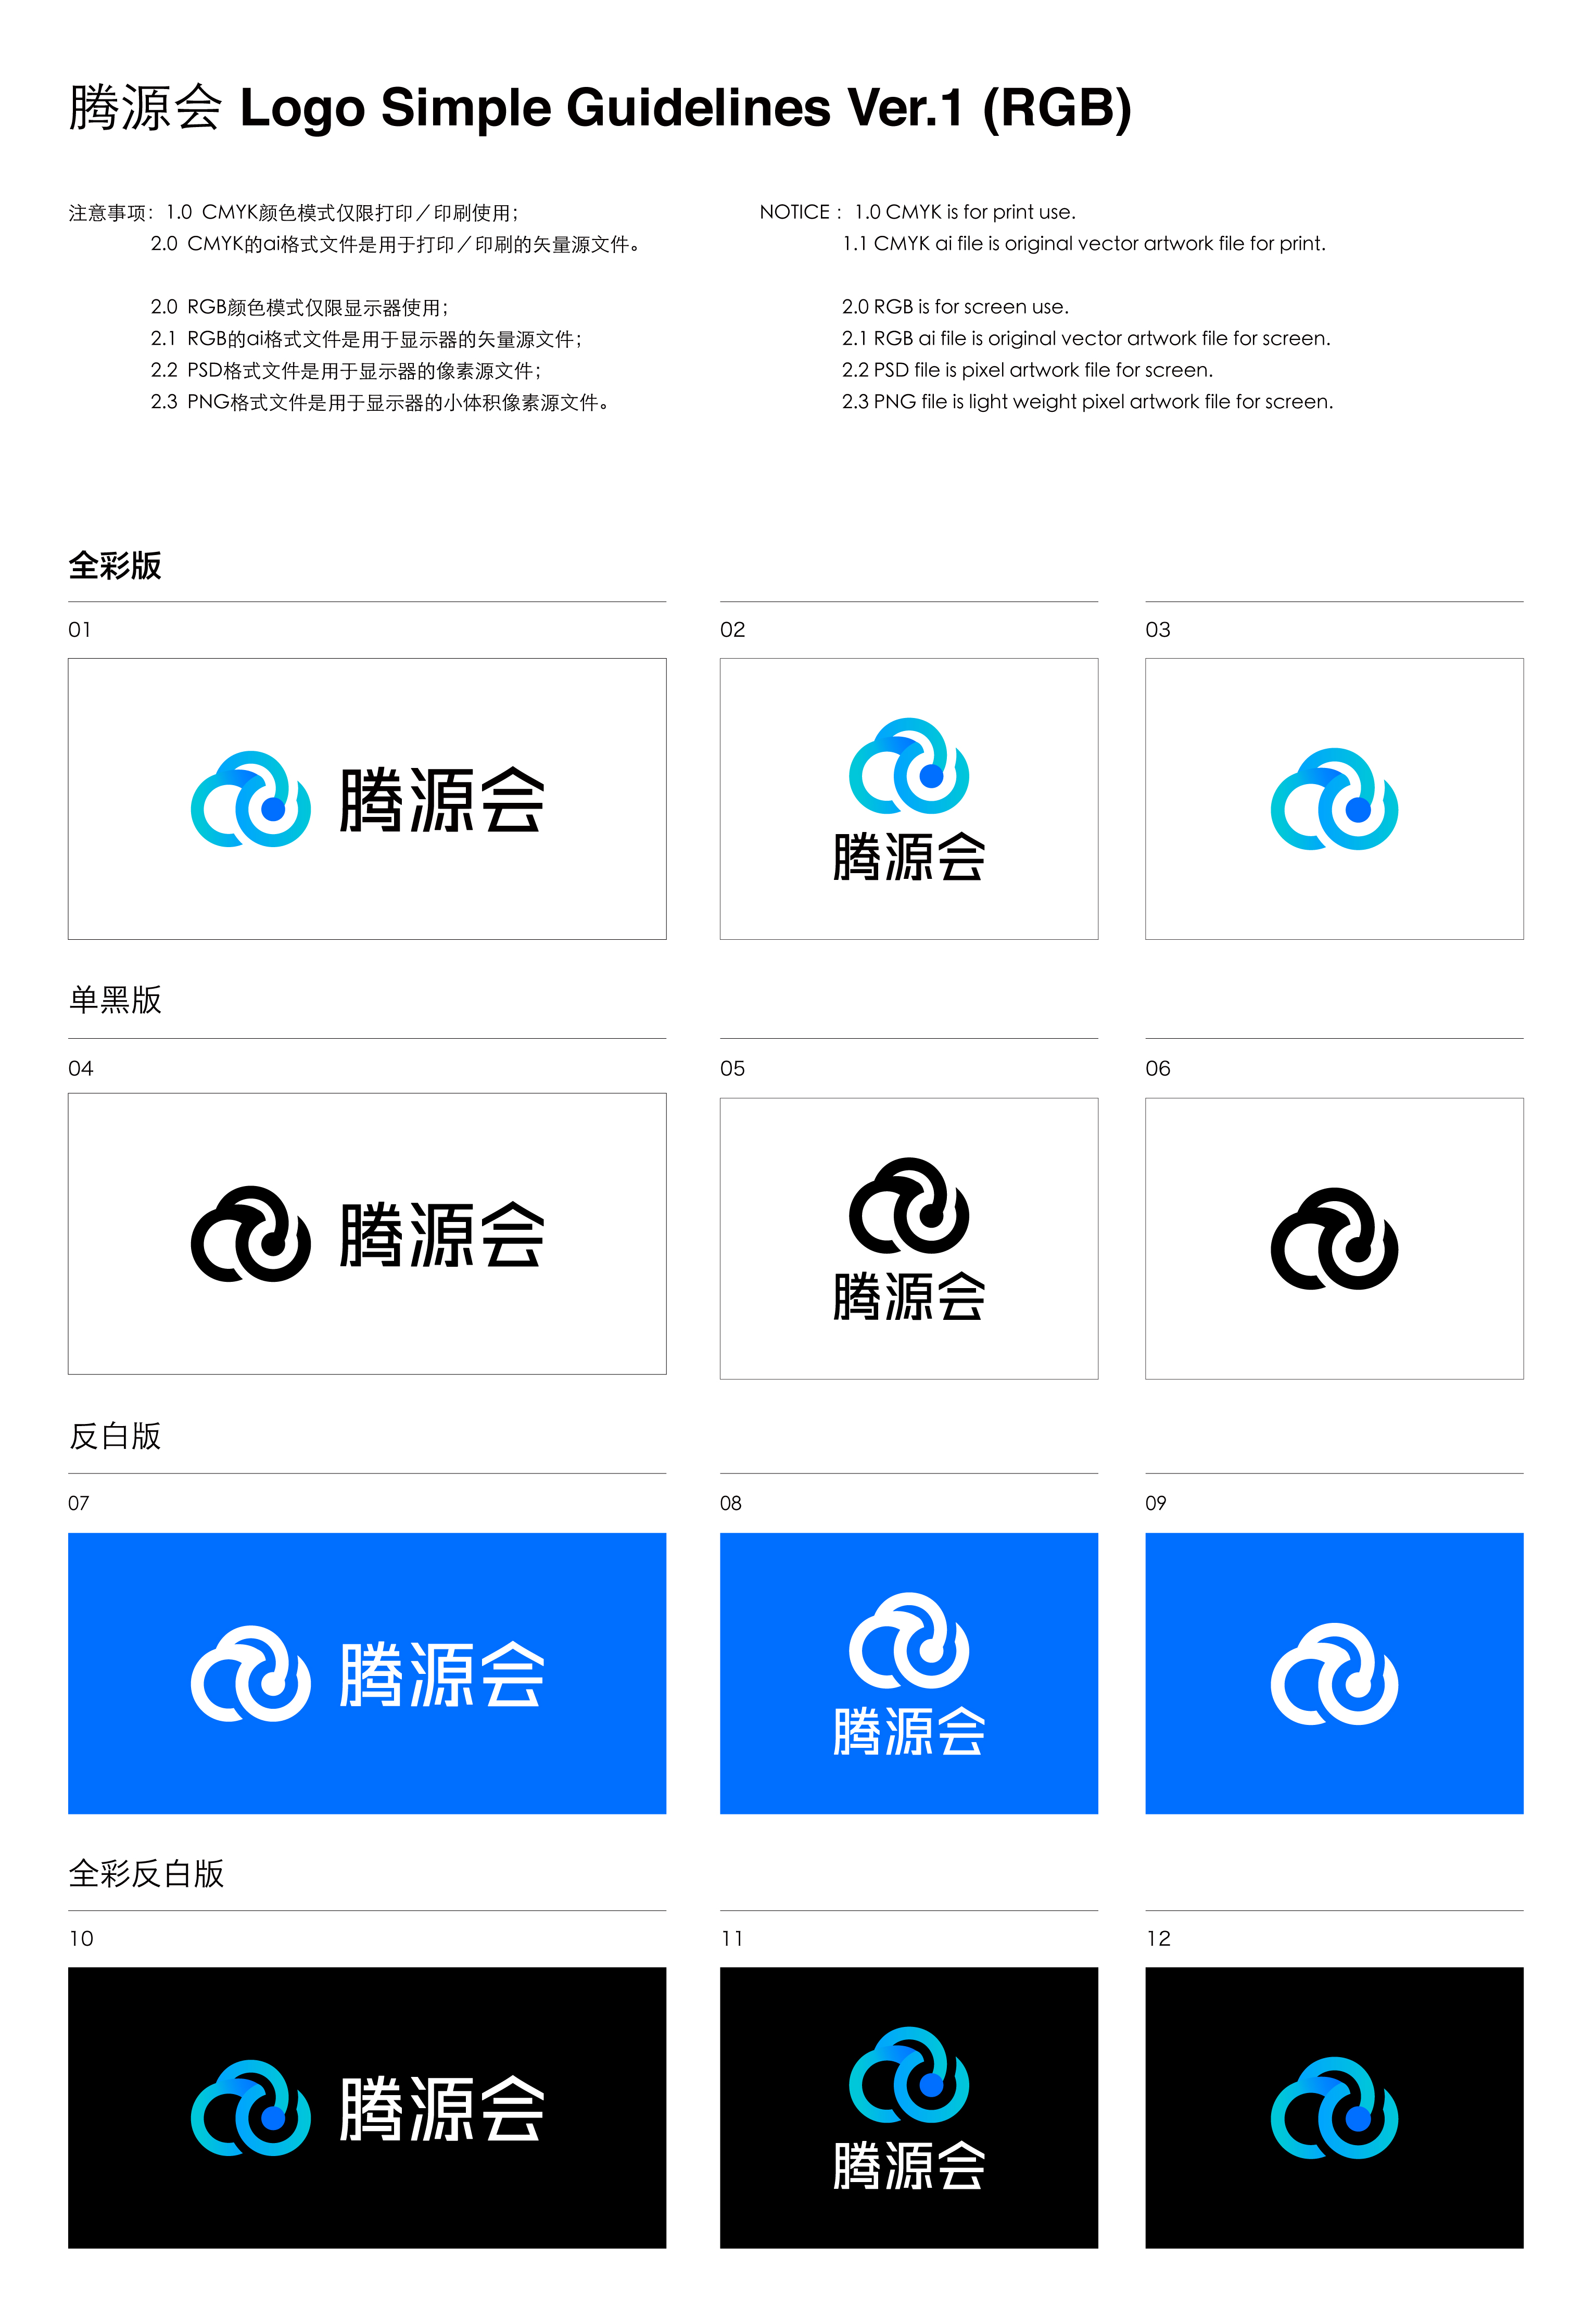 腾源会 Logo Simple Guidelines Ver.1 (RGB)
注意事项：1.0 CMYK颜色模式仅限打印／印刷使用；
2.0 CMYK的ai格式文件是用于打印／印刷的矢量源文件。
2.0 RGB颜色模式仅限显示器使用；
2.1 RGB的ai格式文件是用于显示器的矢量源文件；
2.2 PSD格式文件是用于显示器的像素源文件；
2.3 PNG格式文件是用于显示器的小体积像素源文件。
NOTICE：1.0 CMYK is for print use.
1.1 CMYK ai file is original vector artwork file for print.
2.0 RGB is for screen use.
2.1 RGB ai file is original vector artwork file for screen.
2.2 PSD file is pixel artwork file for screen.
2.3 PNG file is light weight pixel artwork file for screen.
全彩版
01
02
03
腾源会
腾源会
单黑版
04
05
06
腾源会
腾源会
反白版
07
08
09
腾源会
腾源会
全彩反白版
10
11
12
腾源会
腾源会